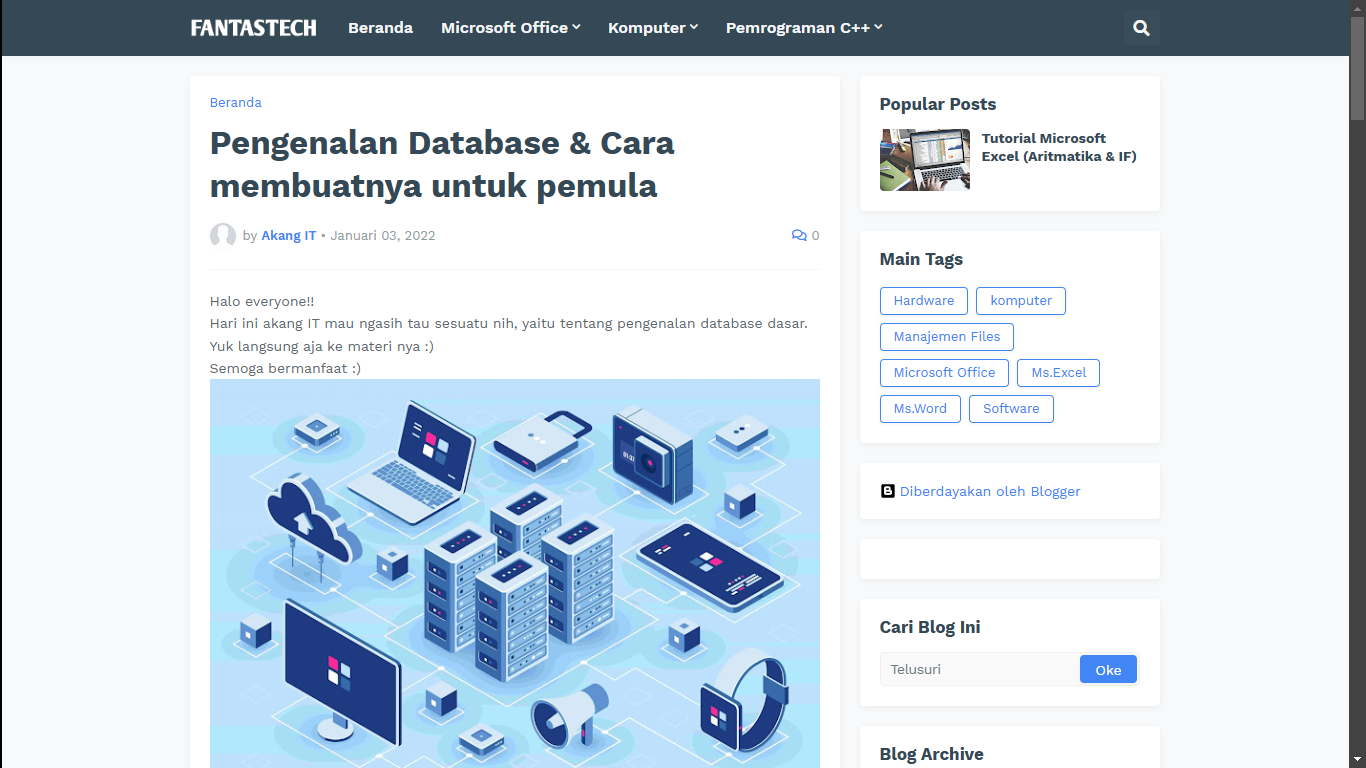 FANTASTECH
Beranda
Microsoft Office
Komputer
Pemrograman C++
Beranda
Pengenalan Database & Cara
membuatnya untuk pemula
by Akang IT • Januari 03, 2022
0
Halo everyone!!
Hari ini akang IT mau ngasih tau sesuatu nih, yaitu tentang pengenalan database dasar.
Yuk langsung aja ke materi nya :)
Semoga bermanfaat :)
01:37
Popular Posts
Tutorial Microsoft
Excel (Aritmatika & IF)
Main Tags
Hardware
komputer
Manajemen Files
Microsoft Office
Ms.Excel
Ms.Word
Software
Diberdayakan oleh Blogger
Cari Blog Ini
Telusuri
Oke
Blog Archive